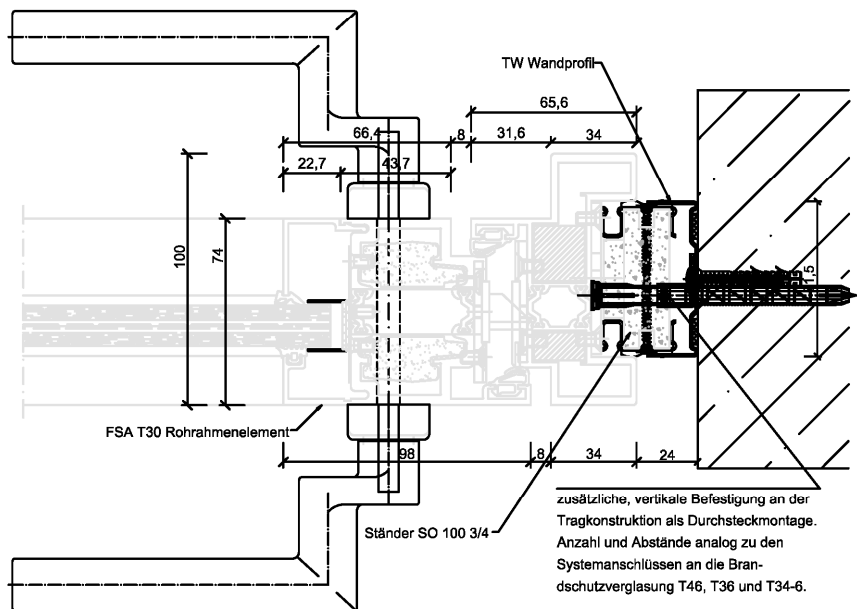 TW Wandprofil
65,6
66,4
8
31,6
34
22,7
43,7
100
74
1,5
FSA T30 Rohrahmenelement
98
8
34
24
Ständer SO 100 3/4
zusätzliche, vertikale Befestigung an der
Tragkonstruktion als Durchsteckmontage.
Anzahl und Abstände analog zu den
Systemanschlüssen an die Bran-
dschutzverglasung T46, T36 und T34-6.